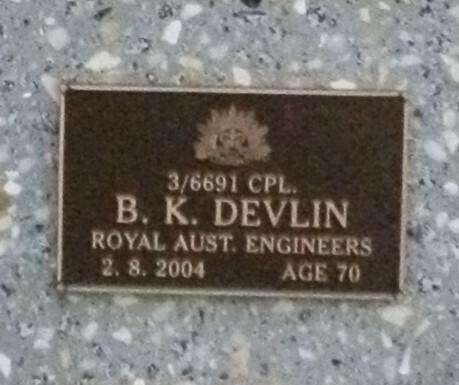 3/6691 CPL.
B. K. DEVLIN
ROYAL AUST. ENGINEERS
2. 8. 2004 AGE 70